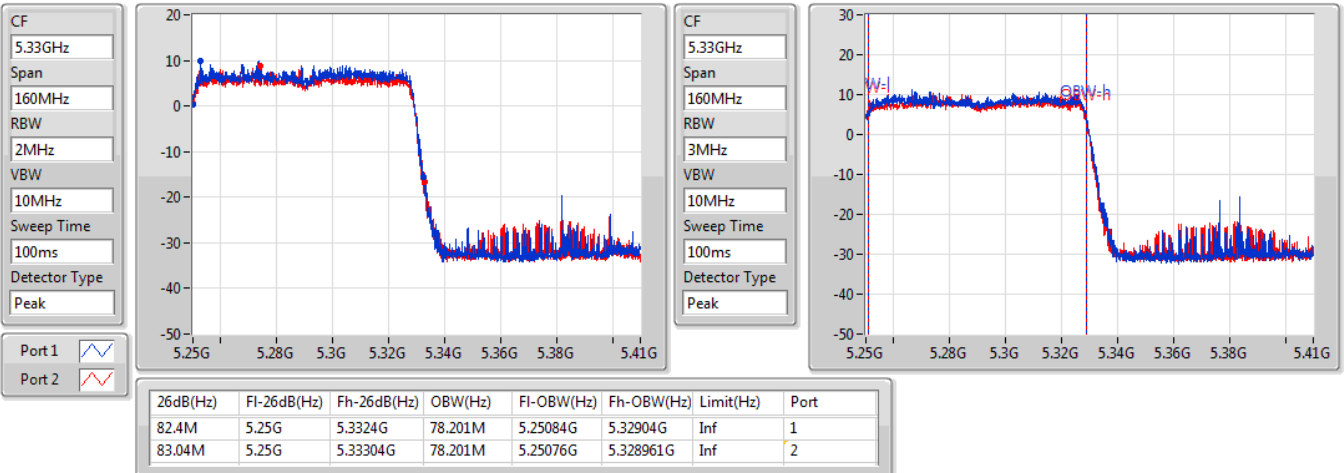 CF
5.33GHz
Span
160MHz
RBW
2MHz
VBW
10MHz
Sweep Time
100ms
Detector Type
Peak
Port 1
Port 2
20
10
0
-10
-20
-30
-40
-50
5.25G 5.28G 5.3G 5.32G 5.34G 5.36G 5.38G 5.41G
CF
5.33GHz
Span
160MHz
RBW
3MHz
VBW
10MHz
Sweep Time
100ms
Detector Type
Peak
30
20
10
0
-10
-20
-30
-40
-50
W-l OBW-h
5.25G 5.28G 5.3G 5.32G 5.34G 5.36G 5.38G 5.41G
26dB(Hz) Fl-26dB(Hz) Fh-26dB(Hz) OBW(Hz) Fl-OBW(Hz) Fh-OBW(Hz) Limit(Hz) Port
82.4M 5.25G 5.3324G 78.201M 5.25084G 5.32904G Inf 1
83.04M 5.25G 5.33304G 78.201M 5.25076G 5.328961G Inf 2